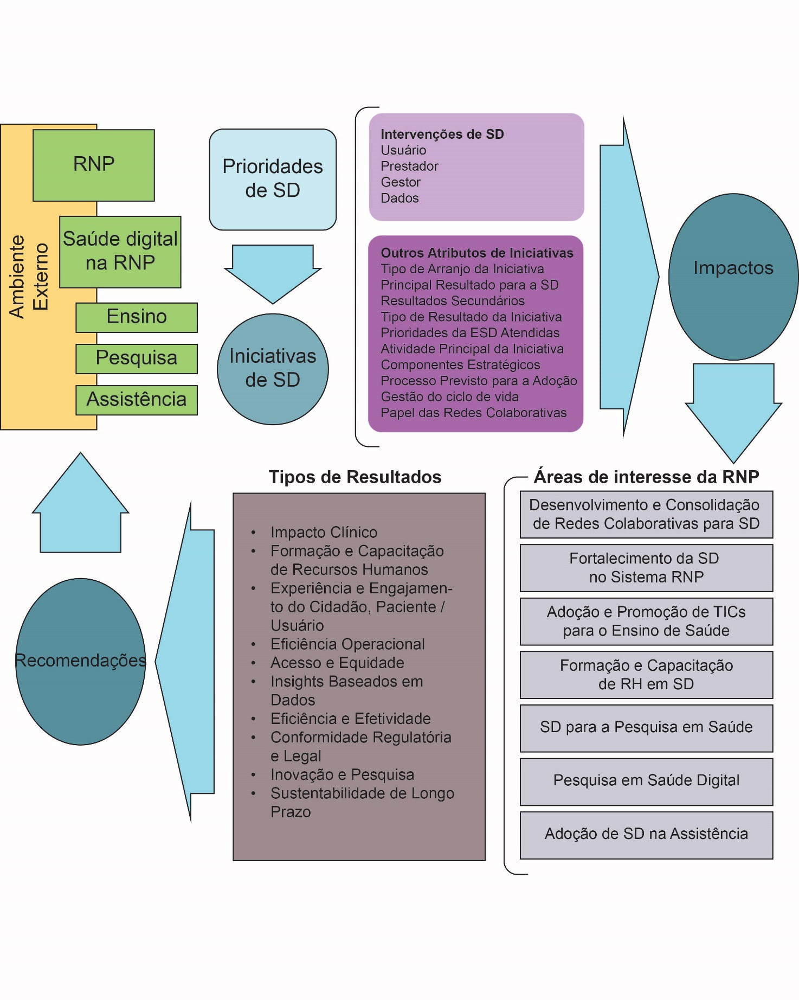 Ambiente
Externo
RNP
Saúde digital
na RNP
Ensino
Pesquisa
Assistência
Prioridades
de SD
Iniciativas
de SD
Intervenções de SD
Usuário
Prestador
Gestor
Dados
Outros Atributos de Iniciativas
Tipo de Arranjo da Iniciativa
Principal Resultado para a SD
Resultados Secundários
Tipo de Resultado da Iniciativa
Prioridades da ESD Atendidas
Atividade Principal da Iniciativa
Componentes Estratégicos
Processo Previsto para a Adoção
Gestão do ciclo de vida
Papel das Redes Colaborativas
Impactos
Áreas de interesse da RNP
Desenvolvimento e Consolidação
de Redes Colaborativas para SD
Fortalecimento da SD
no Sistema RNP
Adoção e Promoção de TICs
para o Ensino de Saúde
Formação e Capacitação
de RH em SD
SD para a Pesquisa em Saúde
Pesquisa em Saúde Digital
Adoção de SD na Assistência
Tipos de Resultados
• Impacto Clínico
• Formação e Capacitação
de Recursos Humanos
• Experiência e Engajamen-
to do Cidadão, Paciente /
Usuário
• Eficiência Operacional
• Acesso e Equidade
• Insights Baseados em
Dados
• Eficiência e Efetividade
• Conformidade Regulatória
e Legal
• Inovação e Pesquisa
• Sustentabilidade de Longo
Prazo
Recomendações